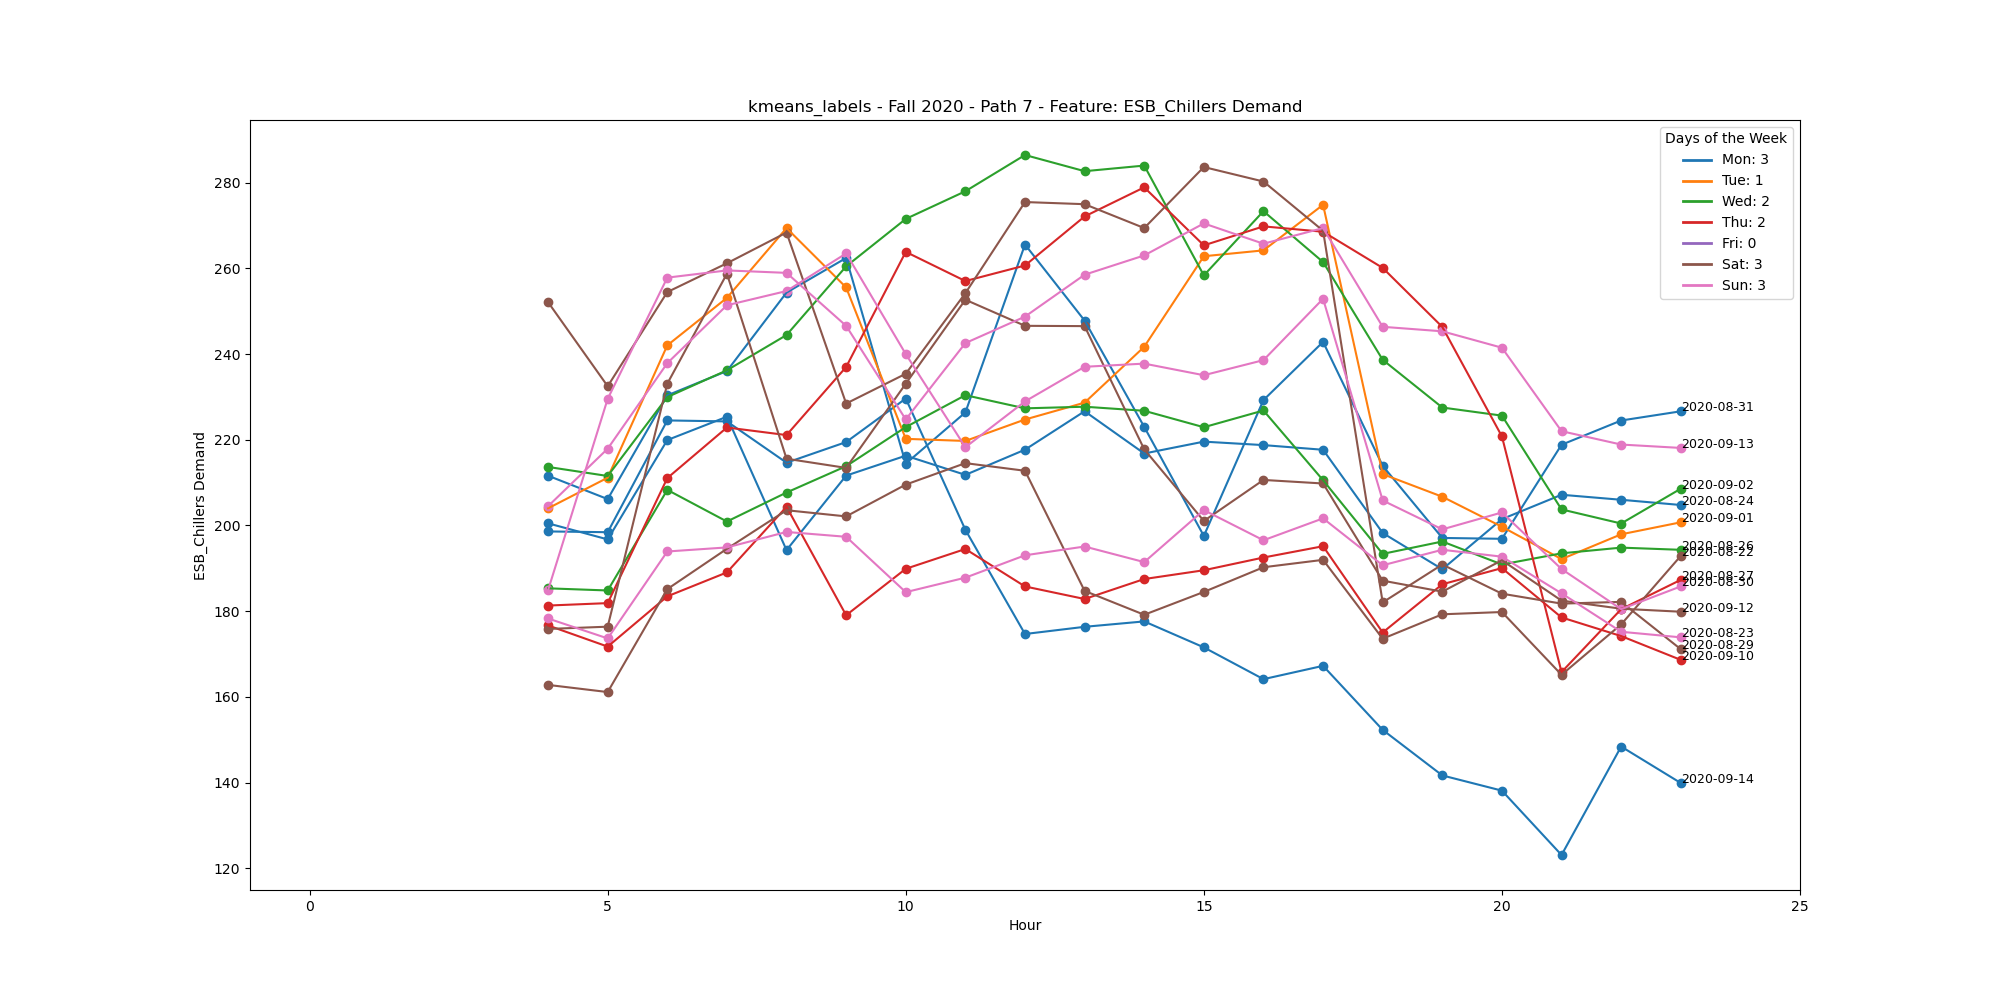 kmeans_labels - Fall 2020 - Path 7 - Feature: ESB_Chillers Demand
Days of the Week
Mon: 3
Tue: 1
Wed: 2
Thu: 2
Fri: 0
Sat: 3
Sun: 3
ESB_Chillers Demand
280
260
240
220
200
180
160
140
120
2020-08-31
2020-09-13
2020-09-02
2020-08-24
2020-09-01
2020-08-26
2020-08-22
2020-08-27
2020-08-30
2020-09-12
2020-08-23
2020-08-29
2020-09-10
2020-09-14
0
5
10
15
20
25
Hour